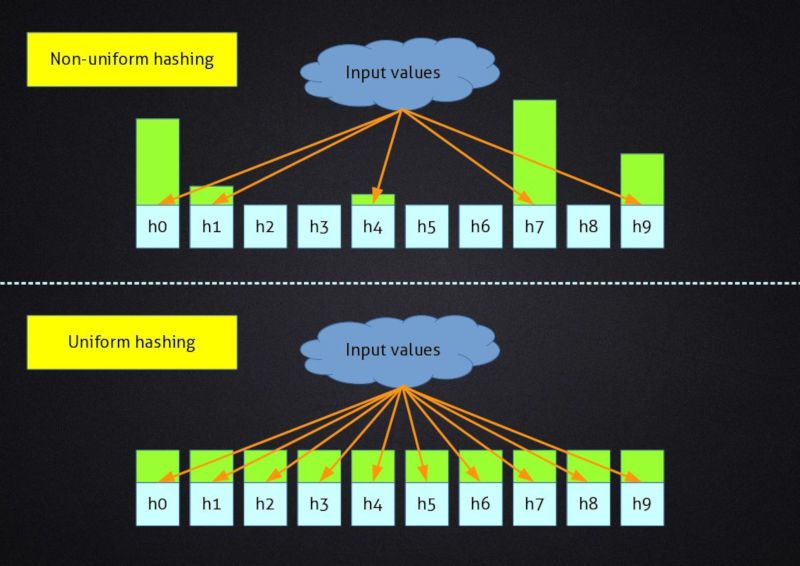 Non-uniform hashing
Input values
h0 h1 h2 h3 h4 h5 h6 h7 h8 h9
Uniform hashing
Input values
h0 h1 h2 h3 h4 h5 h6 h7 h8 h9